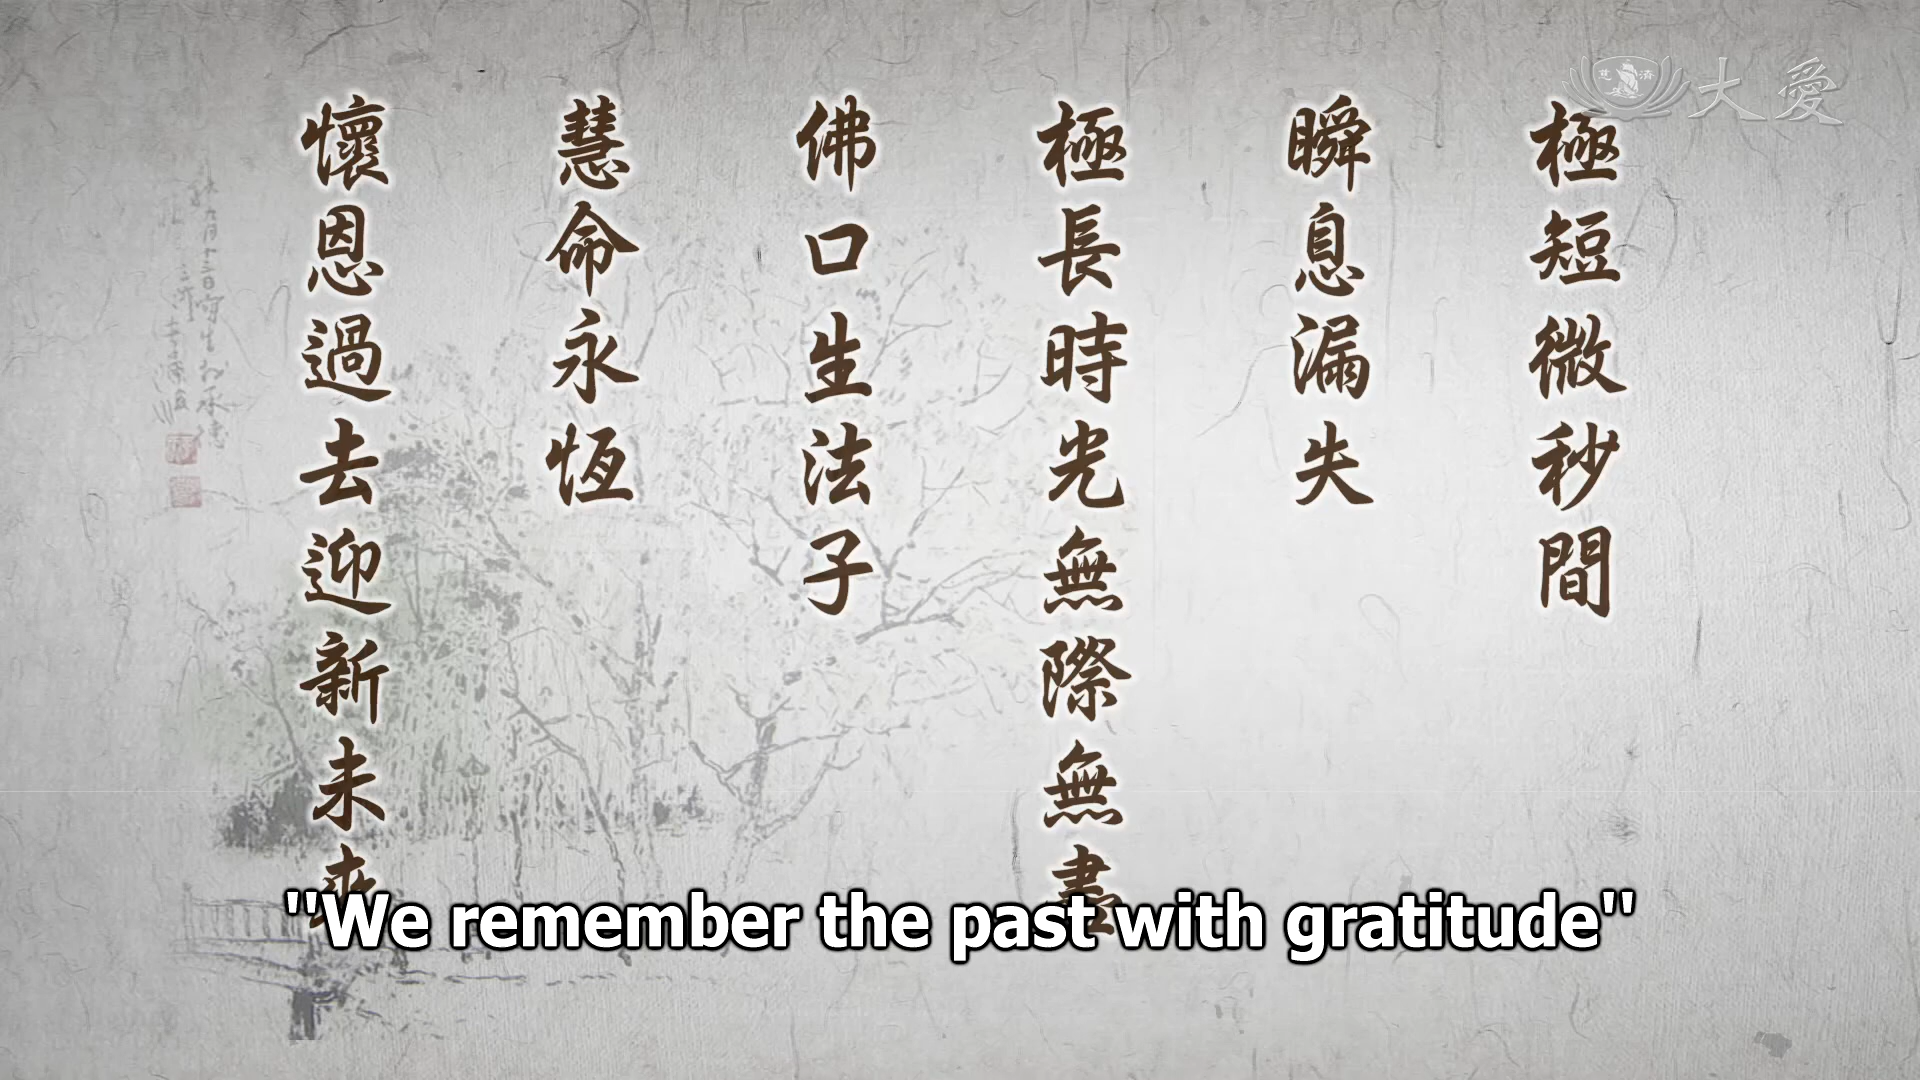 大愛
極短微秒間
瞬息漏失
極長時光無際無盡
佛口生法子
慧命永恆
懷恩過去迎新未來
"We remember the past with gratitude"